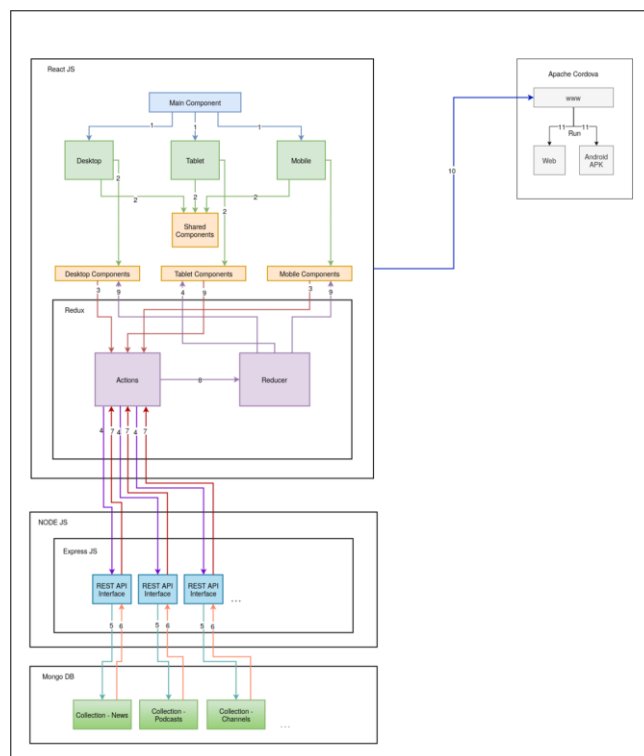 React JS
Apache Cordova
Main Component
www
1
1
1
11
11
Run
Desktop
Tablet
Mobile
Web
Android
APK
10
2
2
2
2
2
Shared
Components
Desktop Components
Tablet Components
Mobile Components
3
9
4
9
3
9
Redux
Actions
Reducer
4
7
4
7
4
7
NODE JS
Express JS
REST API
Interface
REST API
Interface
REST API
Interface
...
5
6
5
6
5
6
Mongo DB
Collection - News
Collection -
Podcasts
Collection -
Channels
...